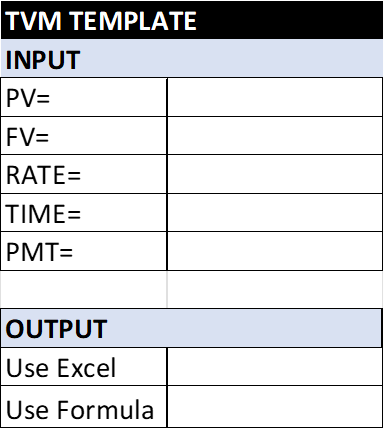 TVM TEMPLATE
INPUT
PV=
FV=
RATE=
TIME=
PMT=
OUTPUT
Use Excel
Use Formula